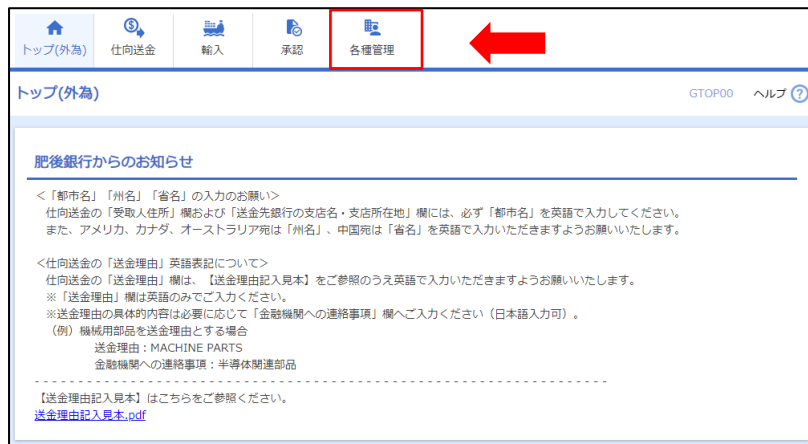 トップ(外為)
仕向送金
輸入
承認
各種管理
トップ(外為)
GTOP00 ヘルプ ?
肥後銀行からのお知らせ
＜「都市名」「州名」「省名」の入力のお願い＞
仕向送金の「受取人住所」欄および「送金先銀行の支店名・支店所在地」欄には、必ず「都市名」を英語で入力してください。
また、アメリカ、カナダ、オーストラリア宛は「州名」、中国宛は「省名」を英語で入力いただきますようお願いいたします。
＜仕向送金の「送金理由」英語表記について＞
仕向送金の「送金理由」欄は、【送金理由記入見本】をご参照のうえ英語で入力いただきますようお願いいたします。
※「送金理由」欄は英語のみでご入力ください。
※送金理由の具体的内容は必要に応じて「金融機関への連絡事項」欄へご入力ください（日本語入力可）。
（例）機械用部品を送金理由とする場合
送金理由：MACHINE PARTS
金融機関への連絡事項：半導体関連部品
- - - - - - - - - - - - - - - - - - - - - - - - - - - - - - - - - - - - - - - - - - - - - - - - - - - - - - - - - - - - - - - - - -
【送金理由記入見本】はこちらをご参照ください。
送金理由記入見本.pdf